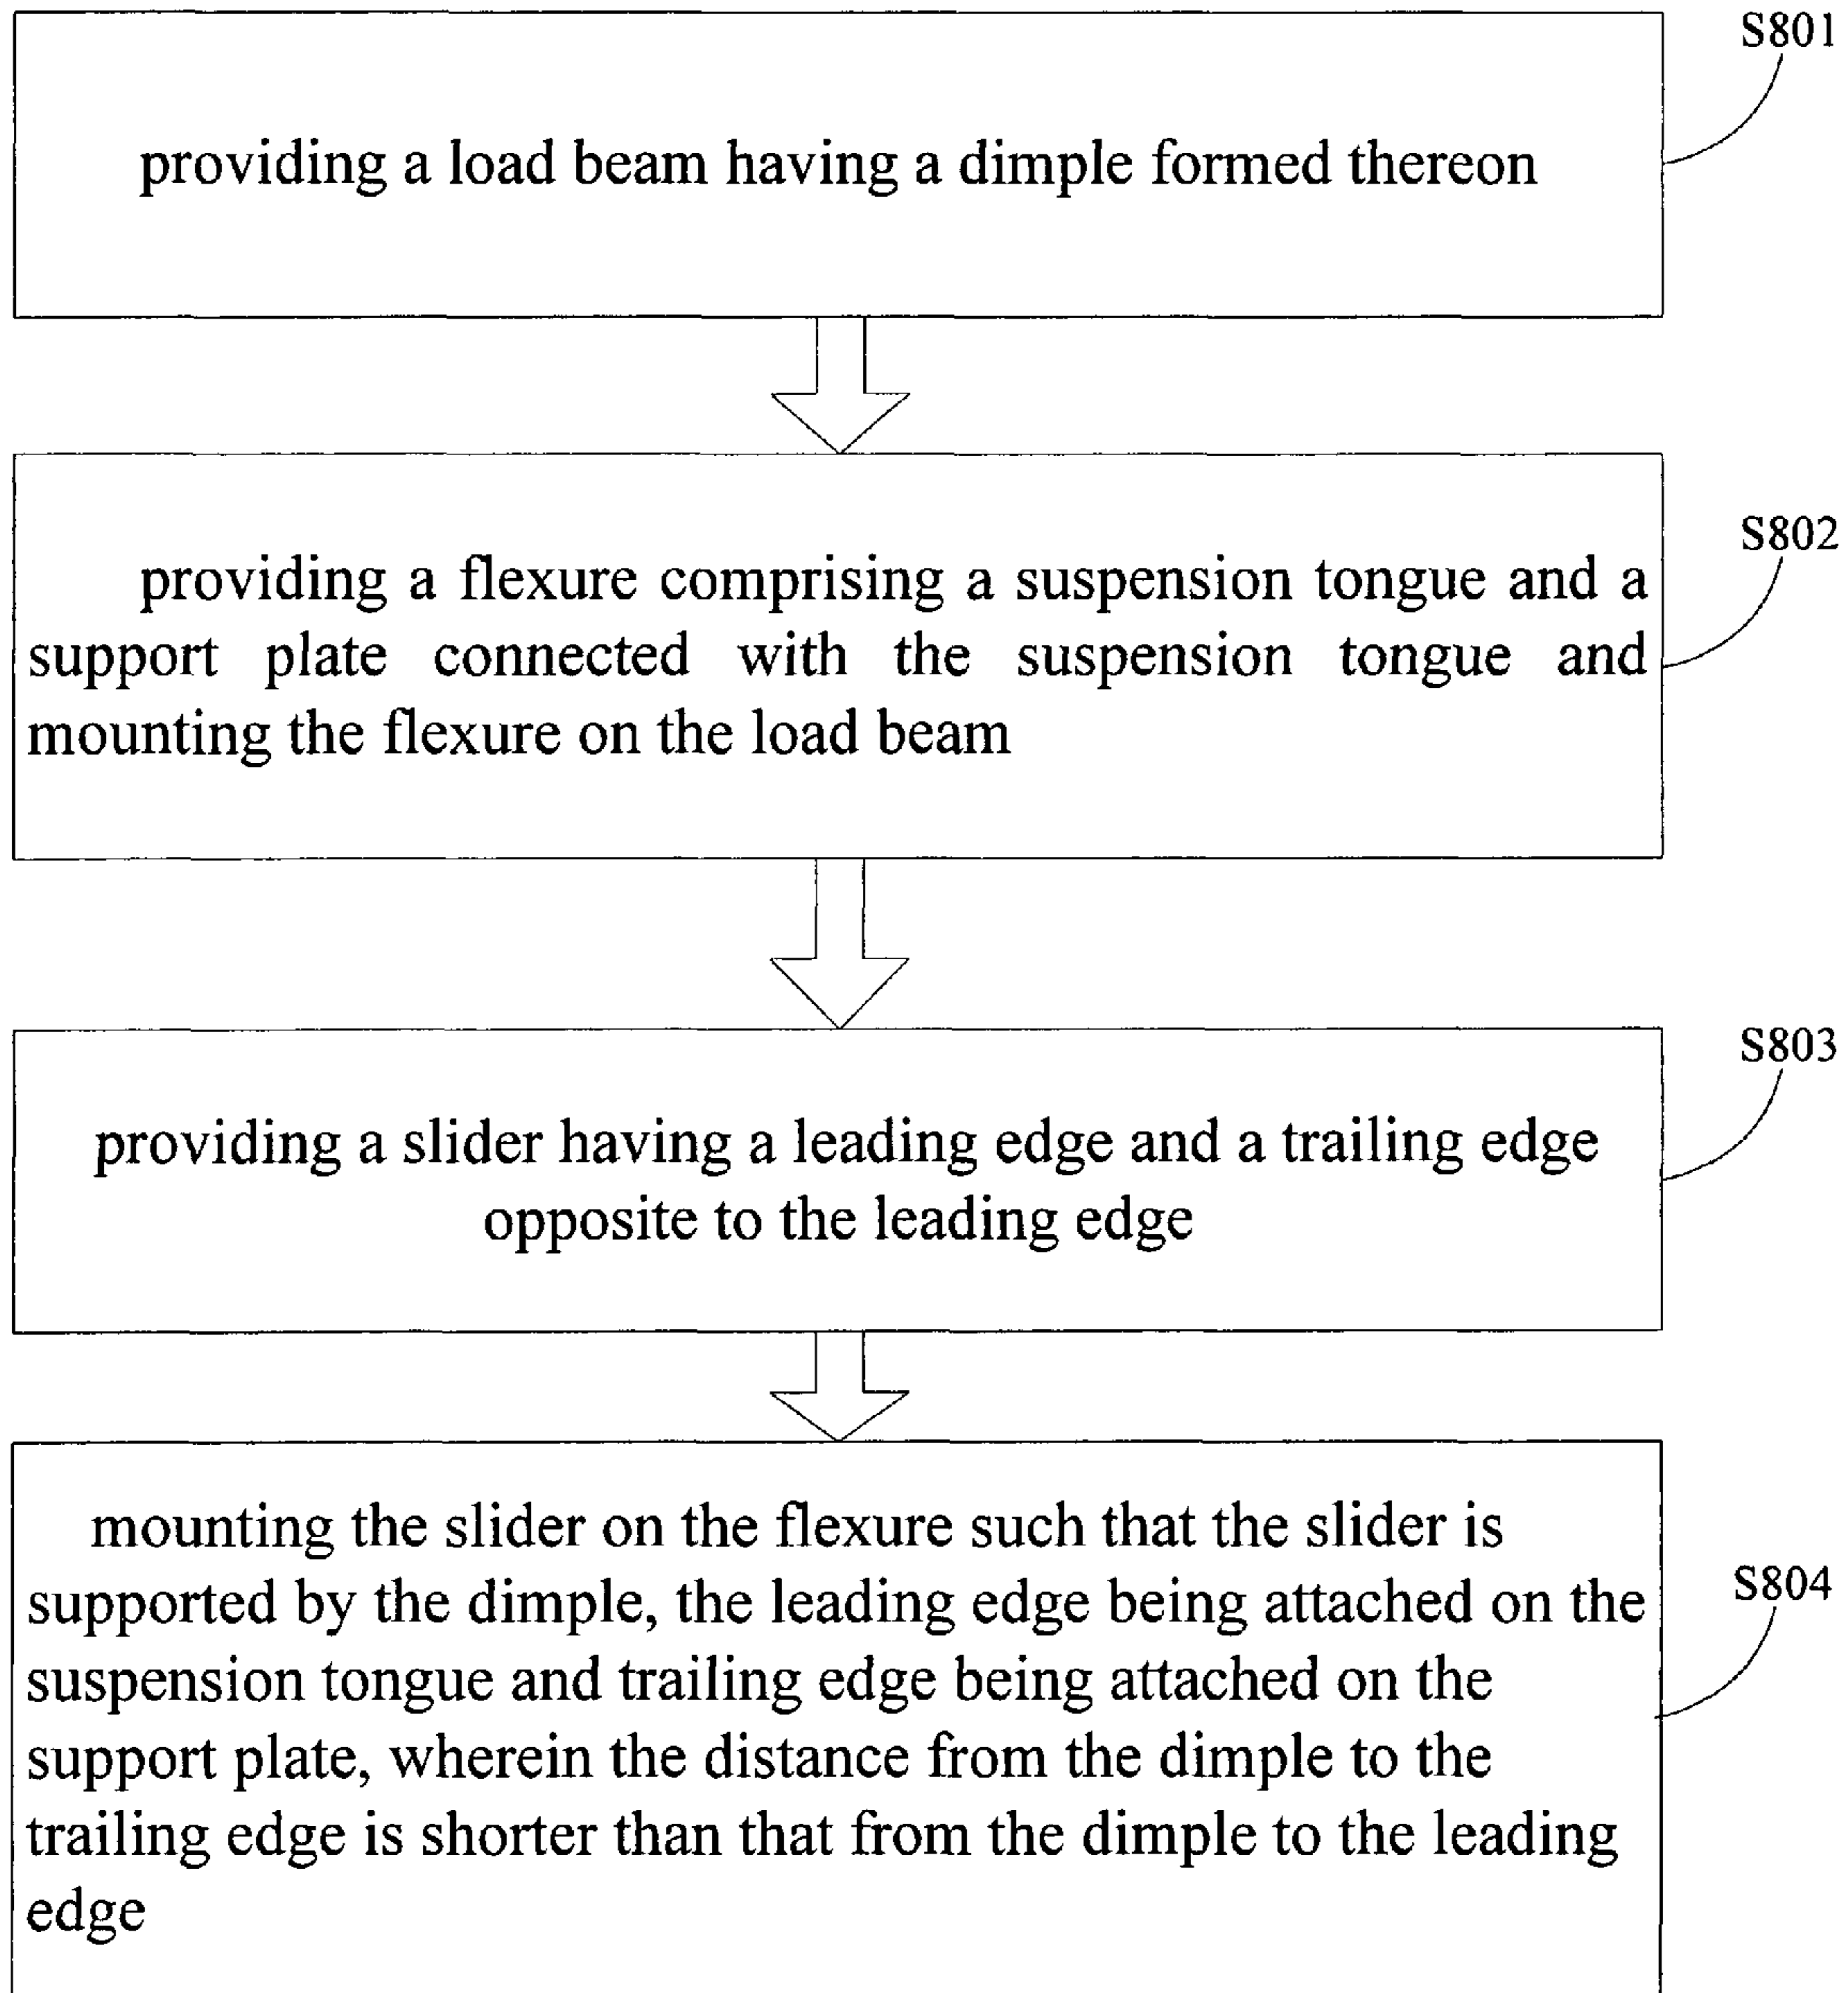 S801
providing a load beam having a dimple formed thereon
S802
providing a flexure comprising a suspension tongue and a
support plate connected with the suspension tongue and
mounting the flexure on the load beam
S803
providing a slider having a leading edge and a trailing edge
opposite to the leading edge
mounting the slider on the flexure such that the slider is
supported by the dimple, the leading edge being attached on the
S804
suspension tongue and trailing edge being attached on the
support plate, wherein the distance from the dimple to the
trailing edge is shorter than that from the dimple to the leading
edge